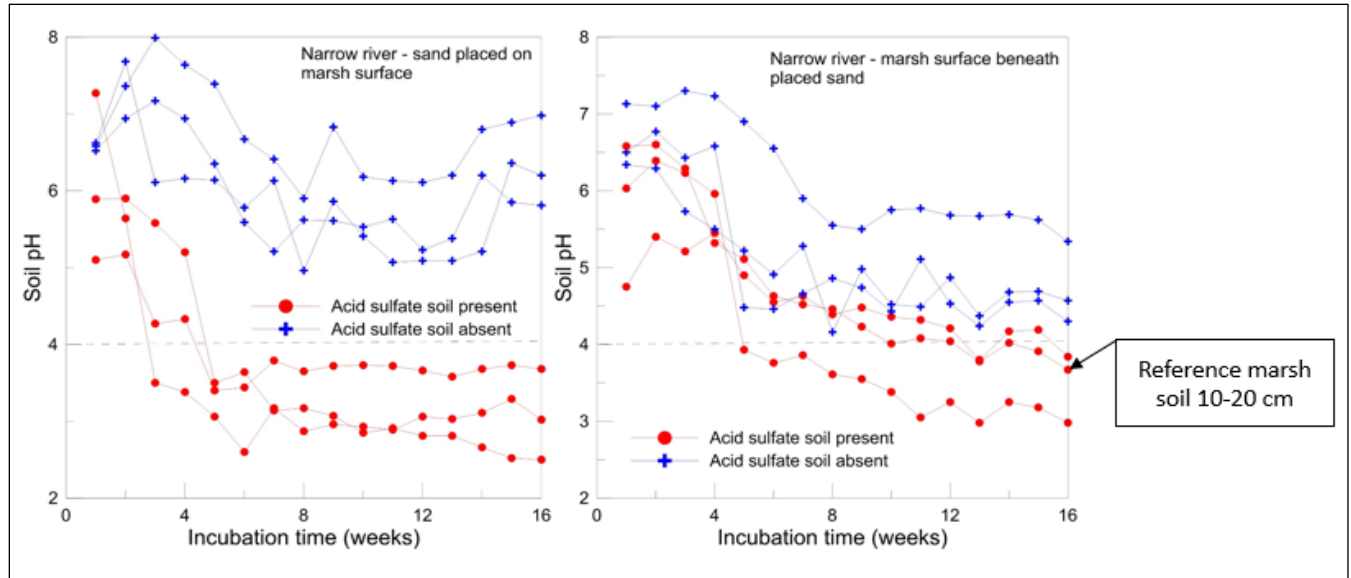 8
6
4
2
0
4
8
12
16
Soil pH
Incubation time (weeks)
Narrow river - sand placed on
marsh surface
Acid sulfate soil present
Acid sulfate soil absent
8
7
6
5
4
3
2
0
4
8
12
16
Soil pH
Incubation time (weeks)
Narrow river - marsh surface beneath
placed sand
Acid sulfate soil present
Acid sulfate soil absent
Reference marsh
soil 10-20 cm